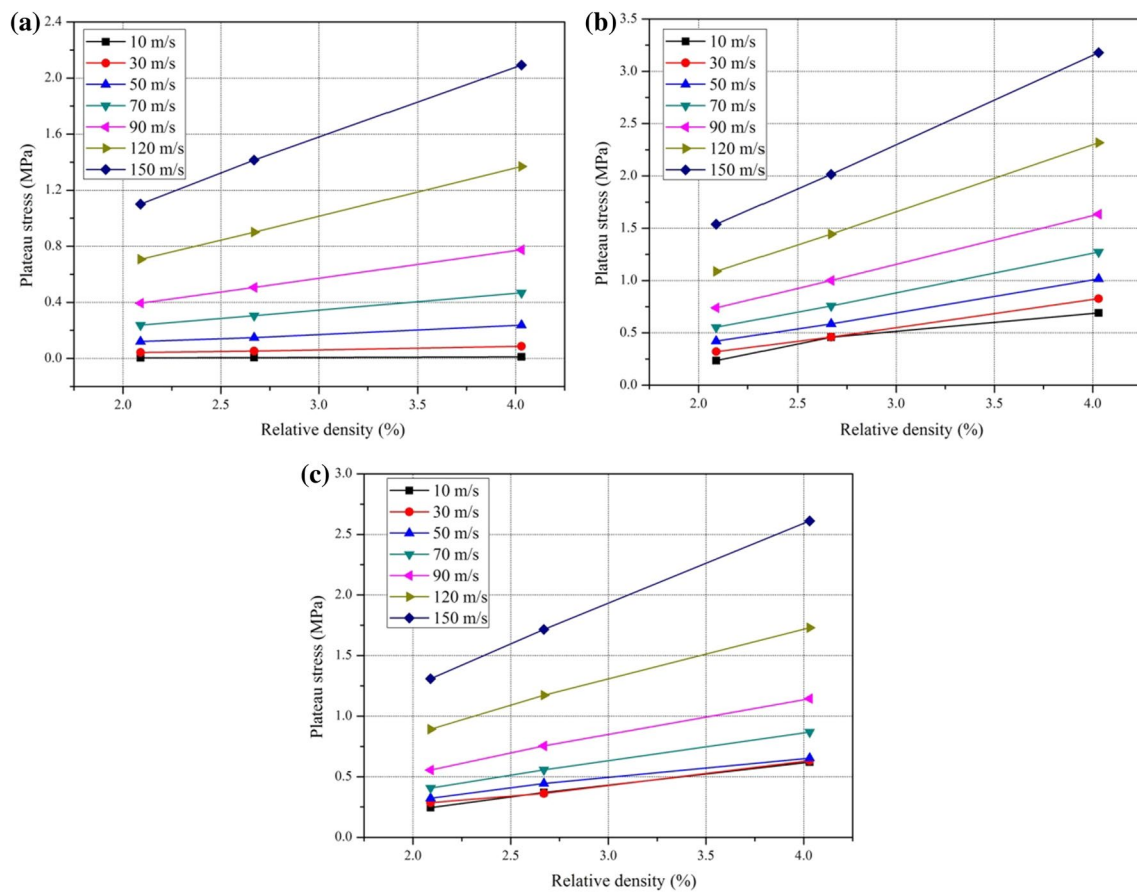 (a)
2.4
2.0
1.6
1.2
0.8
0.4
0.0
Plateau stress (MPa)
10 m/s
30 m/s
50 m/s
70 m/s
90 m/s
120 m/s
150 m/s
2.0 2.5 3.0 3.5 4.0
Relative density (%)
(b)
3.5
3.0
2.5
2.0
1.5
1.0
0.5
0.0
Plateau stress (MPa)
10 m/s
30 m/s
50 m/s
70 m/s
90 m/s
120 m/s
150 m/s
2.0 2.5 3.0 3.5 4.0
Relative density (%)
(c)
3.0
2.5
2.0
1.5
1.0
0.5
0.0
Plateau stress (MPa)
10 m/s
30 m/s
50 m/s
70 m/s
90 m/s
120 m/s
150 m/s
2.0 2.5 3.0 3.5 4.0
Relative density (%)